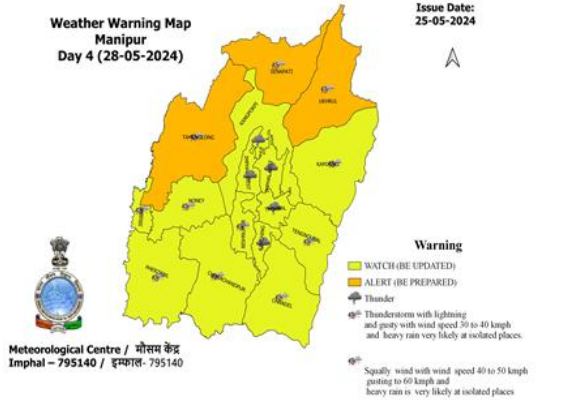 Weather Warning Map
Manipur
Day 4 (28-05-2024)
Issue Date:
25-05-2024
SENAPATI
UKHRUL
KANGPOKPI
TAMENGLONG
KAMJONG
NONEY
TENGNOUPAL
PHERZAWL
CHURACHANDPUR
CHANDEL
Warning
WATCH (BE UPDATED)
ALERT (BE PREPARED)
Thunder
Thunderstorm with lightning
and gusty with wind speed 30 to 40 kmph
and heavy rain very likely at isolated places.
Squally wind with wind speed 40 to 50 kmph
gusting to 60 kmph and
heavy rain is very likely at isolated places
Meteorological Centre / मौसम केंद्र
Imphal – 795140 / इम्फाल- 795140